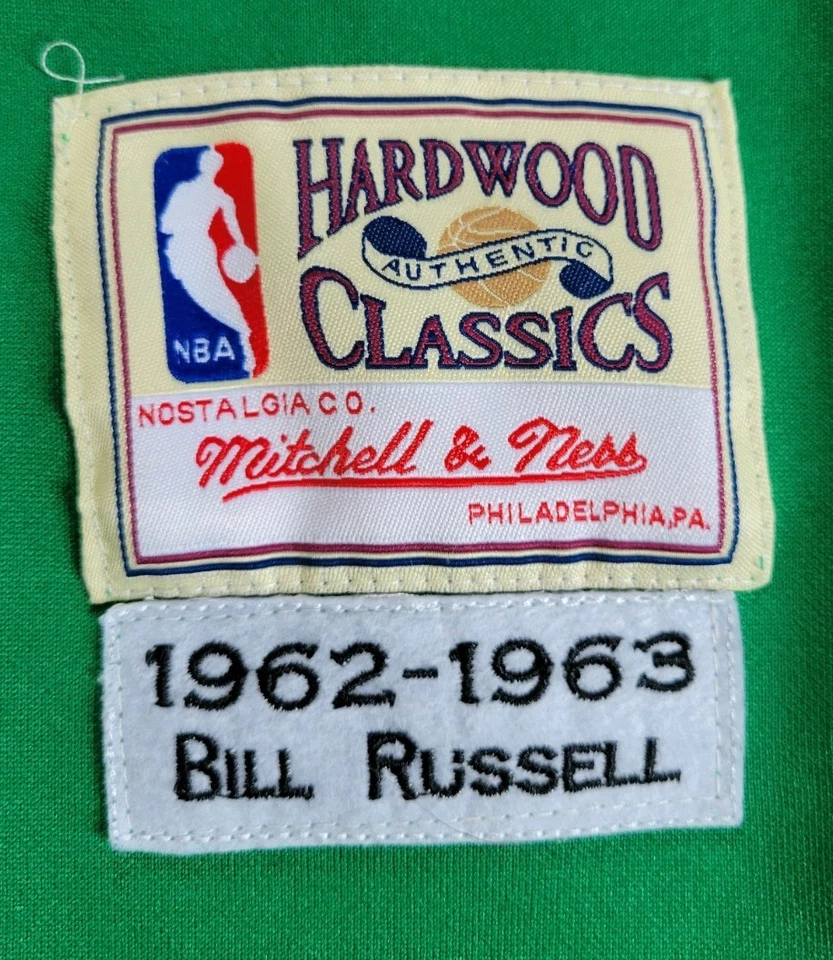 HARDWOOD
AUTHENTIC
CLASSICS
NBA
NOSTALGIA CO.
Mitchell & Ness
PHILADELPHIA, PA.
1962-1963
BILL RUSSELL